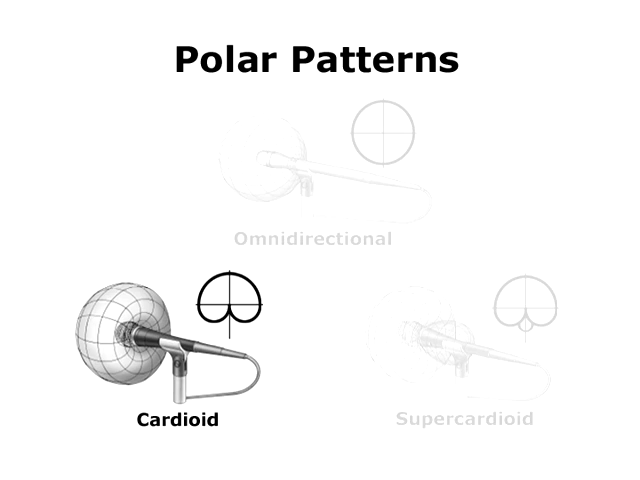 Polar Patterns
Omnidirectional
Cardioid
Supercardioid